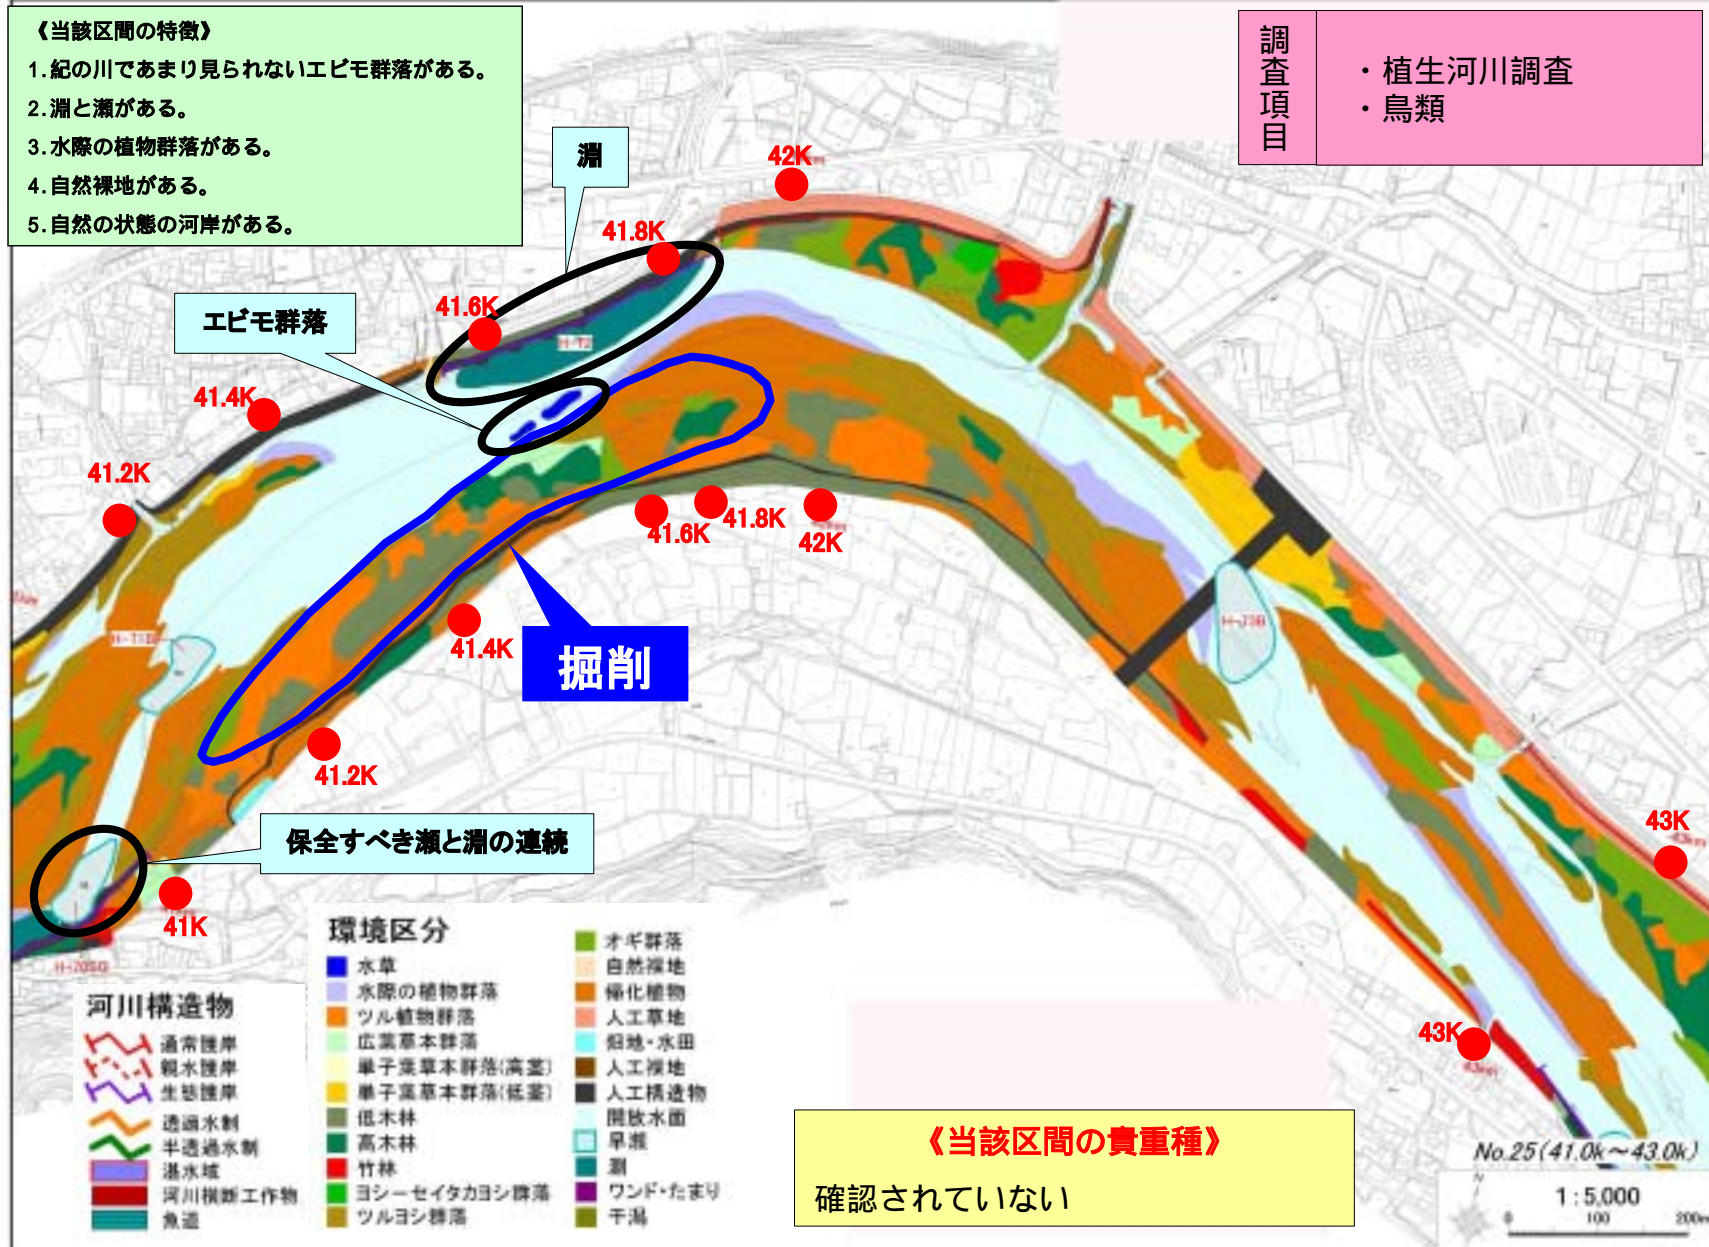 《当該区間の特徴》
1.紀の川であまり見られないエビモ群落がある。
2.淵と瀬がある。
3.水際の植物群落がある。
4.自然裸地がある。
5.自然の状態の河岸がある。
調査項目
・植生河川調査
・鳥類
淵
42K
41.8K
41.6K
エビモ群落
41.4K
41.2K
41.6K
41.8K
42K
41.4K
掘削
41.2K
保全すべき瀬と淵の連続
41K
43K
43K
環境区分
水草
水際の植物群落
ツル植物群落
広葉草本群落
単子葉草本群落(高茎)
単子葉草本群落(低茎)
低木林
高木林
竹林
ヨシーセイタカヨシ群落
ツルヨシ群落
オギ群落
自然裸地
帰化植物
人工草地
畑地・水田
人工裸地
人工構造物
開放水面
早瀬
淵
ワンド・たまり
干潟
河川構造物
通常護岸
親水護岸
生態護岸
透過水制
半透過水制
湛水域
河川横断工作物
魚道
《当該区間の貴重種》
確認されていない
No.25(41.0k～43.0k)
1:5,000
0 100 200m